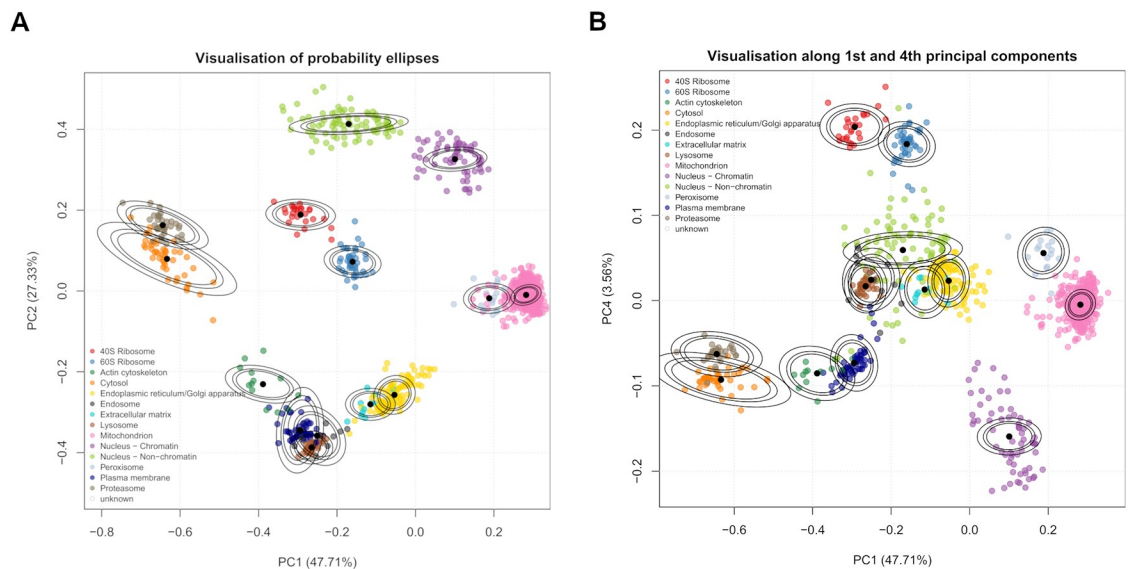 A
Visualisation of probability ellipses
PC2 (27.33%)
0.4
0.2
0.0
−0.2
−0.4
40S Ribosome
60S Ribosome
Actin cytoskeleton
Cytosol
Endoplasmic reticulum/Golgi apparatus
Endosome
Extracellular matrix
Lysosome
Mitochondrion
Nucleus − Chromatin
Nucleus − Non−chromatin
Peroxisome
Plasma membrane
Proteasome
unknown
−0.8
−0.6
−0.4
−0.2
0.0
0.2
PC1 (47.71%)
B
Visualisation along 1st and 4th principal components
40S Ribosome
60S Ribosome
Actin cytoskeleton
Cytosol
Endoplasmic reticulum/Golgi apparatus
Endosome
Extracellular matrix
Lysosome
Mitochondrion
Nucleus − Chromatin
Nucleus − Non−chromatin
Peroxisome
Plasma membrane
Proteasome
unknown
PC4 (3.56%)
0.2
0.1
0.0
−0.1
−0.2
−0.6
−0.4
−0.2
0.0
0.2
PC1 (47.71%)